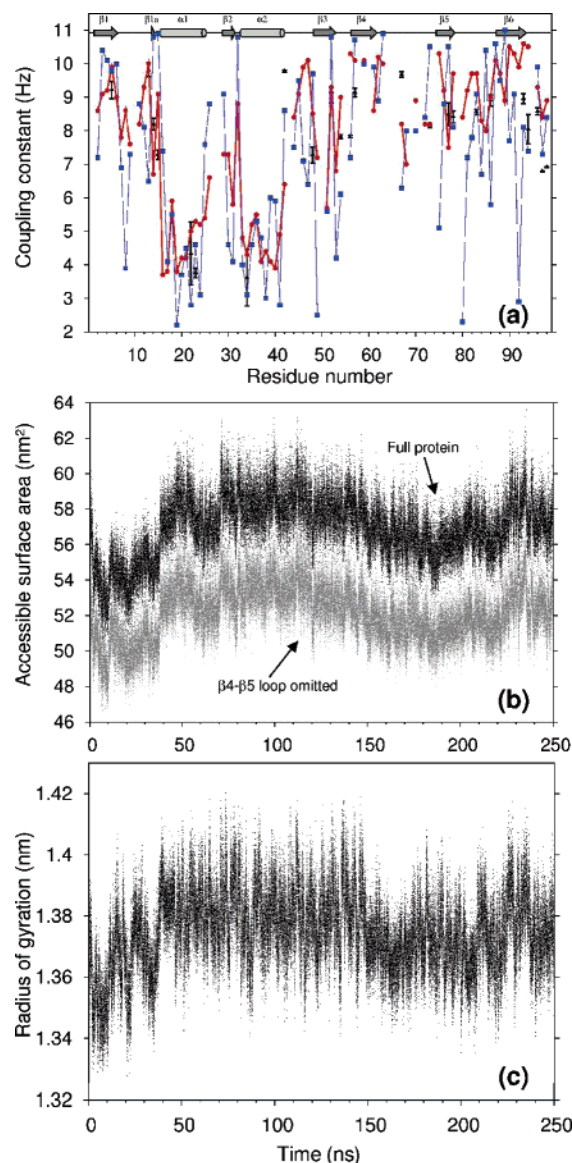 β1 β1n α1 β2 α2 β3 β4 β5 β6
11
10
9
8
7
6
5
4
3
2
Coupling constant (Hz)
10 20 30 40 50 60 70 80 90
Residue number
(a)
64
62
60
58
56
54
52
50
48
46
Accessible surface area (nm²)
Full protein
β4-β5 loop omitted
(b)
0 50 100 150 200 250
1.42
1.4
1.38
1.36
1.34
1.32
Radius of gyration (nm)
(c)
0 50 100 150 200 250
Time (ns)